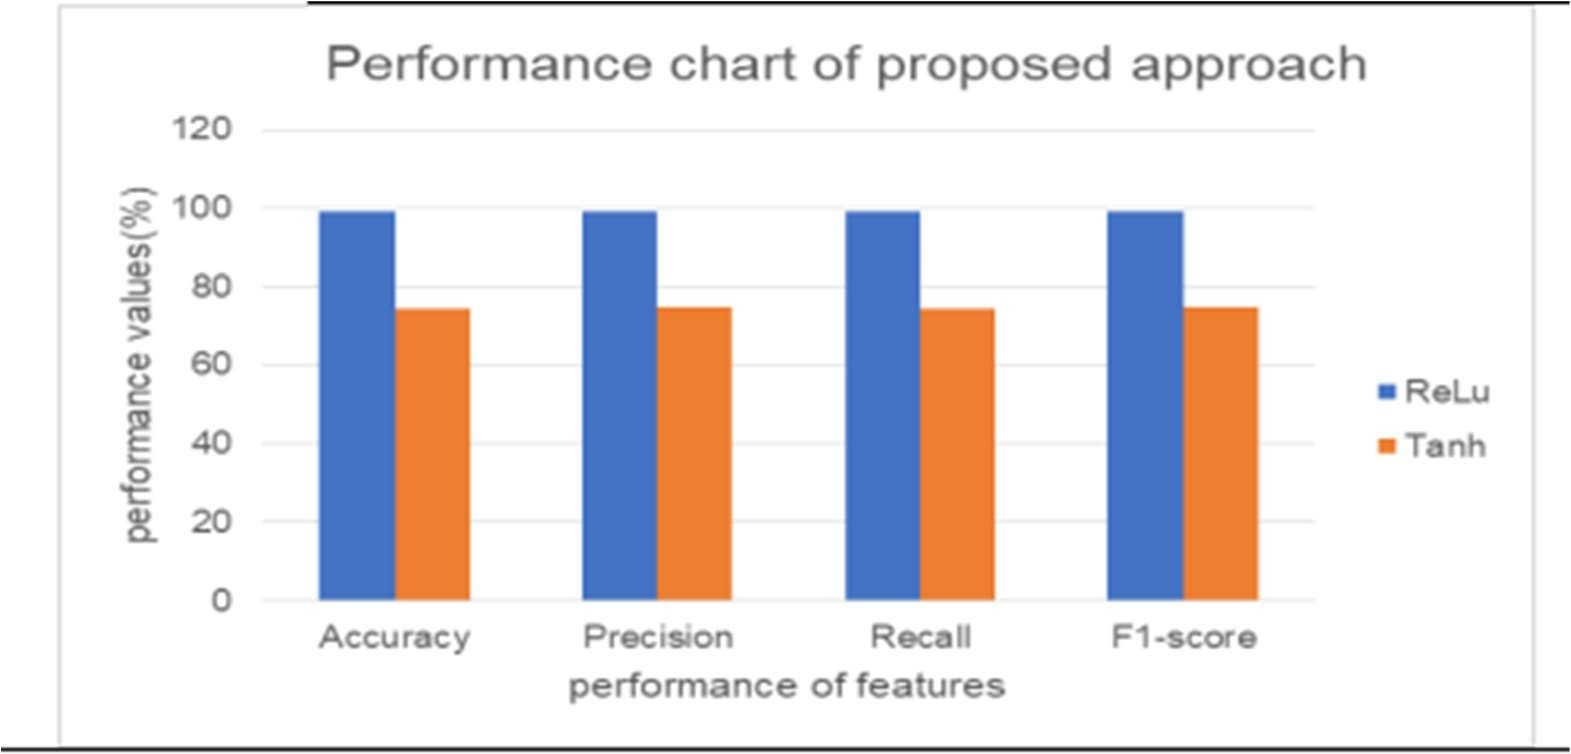 Performance chart of proposed approach
120
100
80
60
40
20
0
performance values(%)
Accuracy Precision Recall F1-score
performance of features
ReLu
Tanh